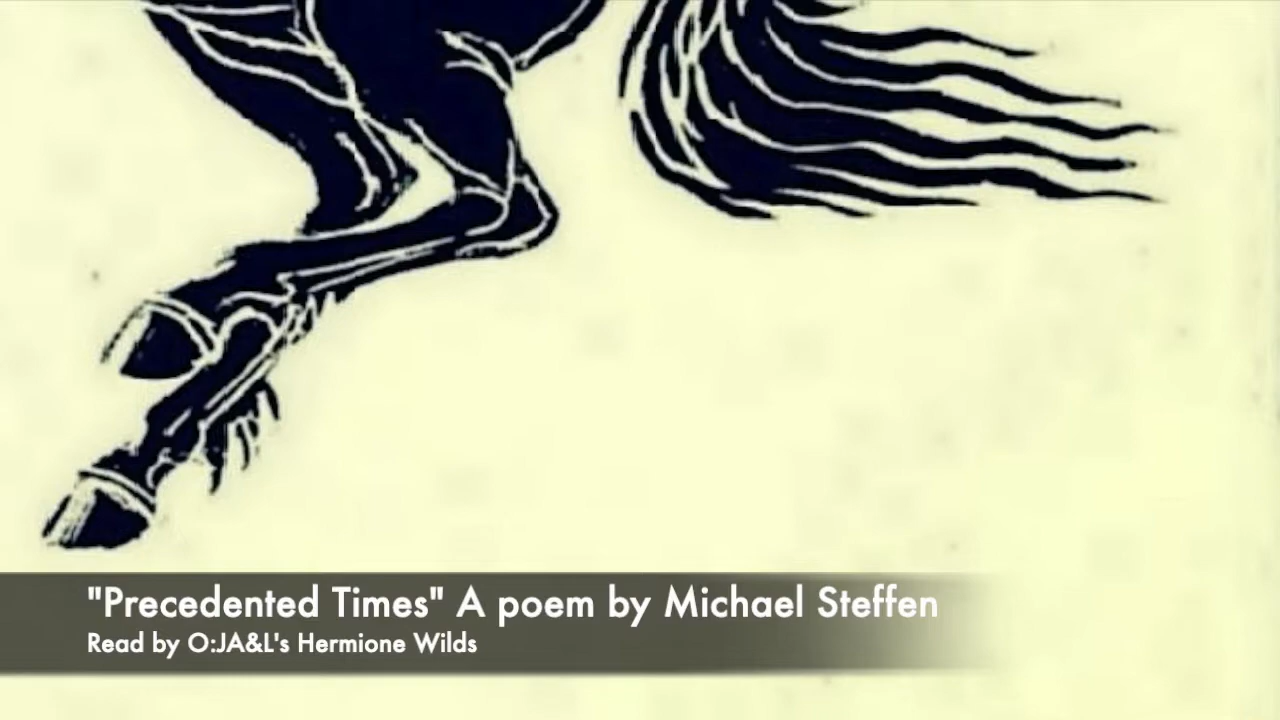 "Precedented Times" A poem by Michael Steffen
Read by O:JA&L's Hermione Wilds